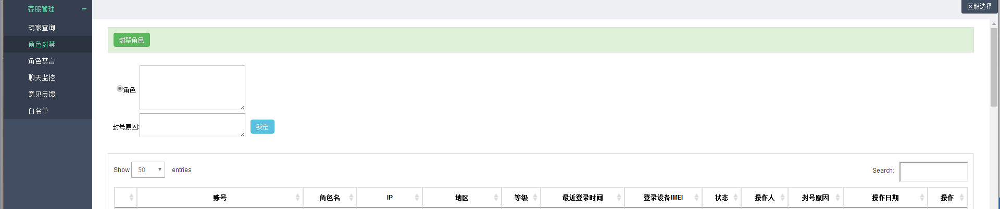 客服管理
玩家查询
角色封禁
角色禁言
聊天监控
意见反馈
白名单
区服选择
封禁角色
角色
封号原因:
锁定
Show 50 entries
Search:
账号 角色名 IP 地区 等级 最近登录时间 登录设备IMEI 状态 操作人 封号原因 操作日期 操作